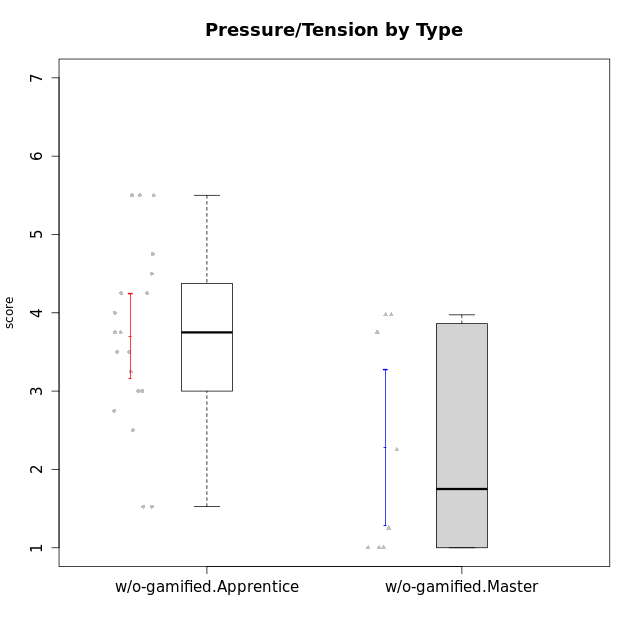 Pressure/Tension by Type
7
6
5
4
3
2
1
score
w/o-gamified.Apprentice
w/o-gamified.Master